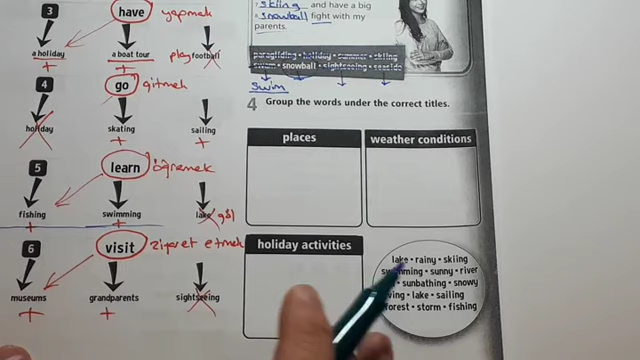 3
have yapmek
a holiday a boat tour play football
4
go gitmek
holiday skating sailing
5
learn öğremek
fishing swimming lake göl
6
visit ziyaret etmek
museums grandparents sightseeing
skiing and have a big
snowball fight with my
parents.
paragliding • holiday • summer • skiing
swim • snowball • sightseeing • seaside
swim
4 Group the words under the correct titles.
places
weather conditions
holiday activities
lake • rainy • skiing
swimming • sunny • river
• sunbathing • snowy
• lake • sailing
forest • storm • fishing